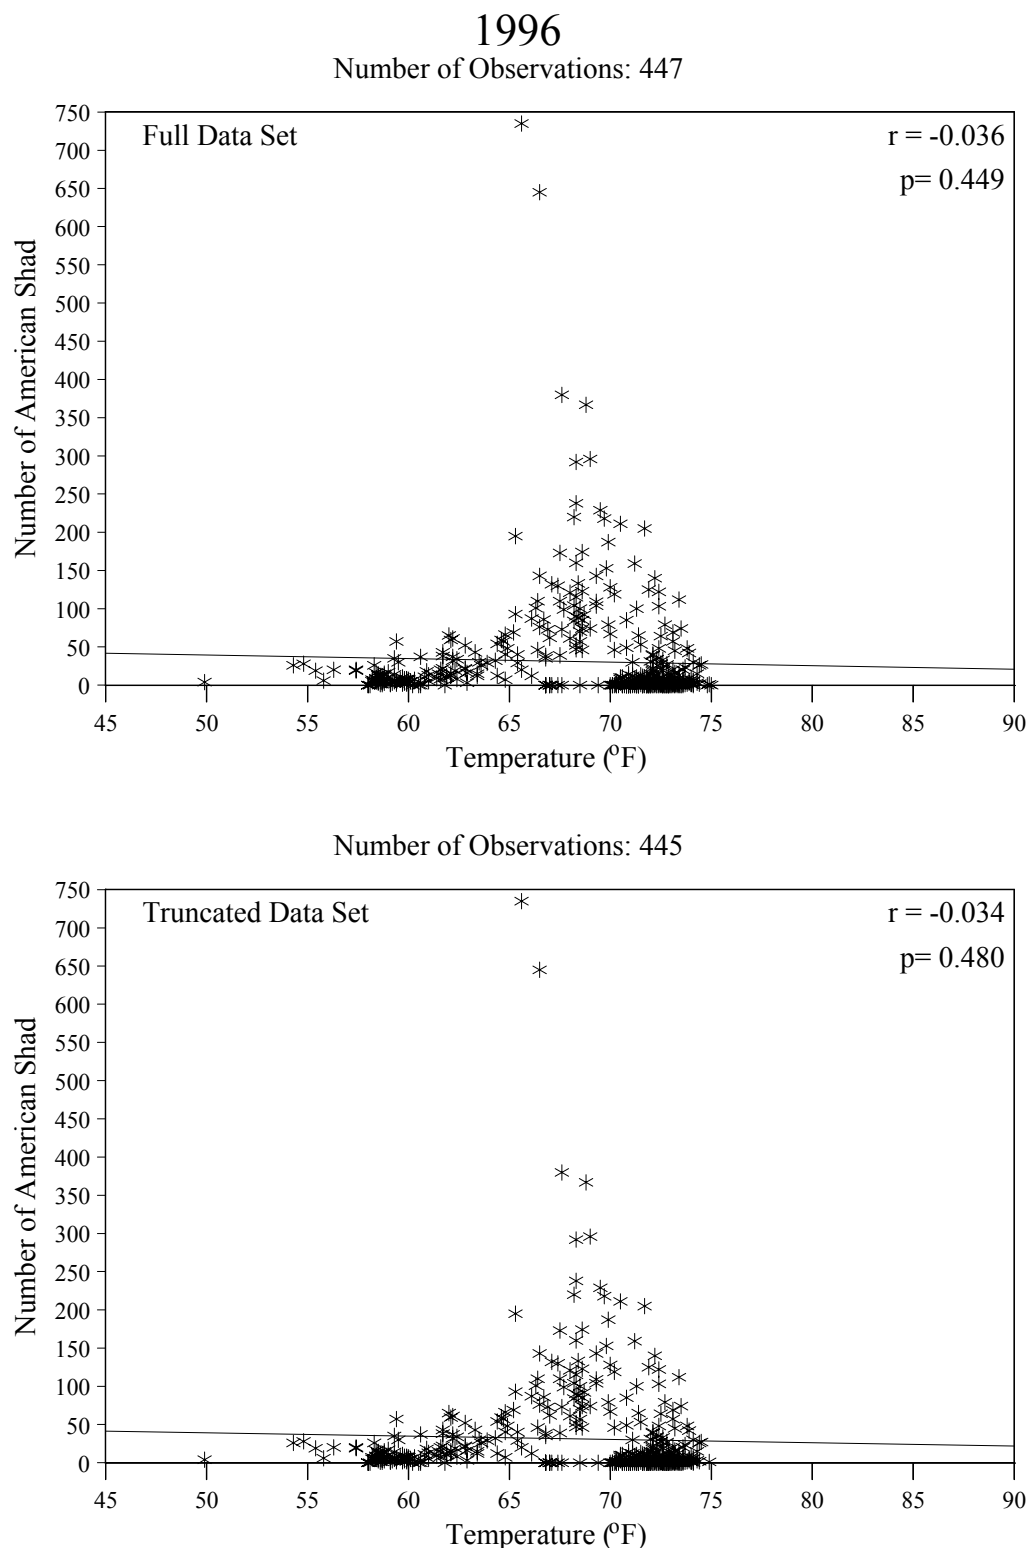 1996
Number of Observations: 447
Full Data Set
r = -0.036
p= 0.449
750
700
650
600
550
500
450
400
350
300
250
200
150
100
50
0
Number of American Shad
45 50 55 60 65 70 75 80 85 90
Temperature (°F)
Number of Observations: 445
Truncated Data Set
r = -0.034
p= 0.480
750
700
650
600
550
500
450
400
350
300
250
200
150
100
50
0
Number of American Shad
45 50 55 60 65 70 75 80 85 90
Temperature (°F)